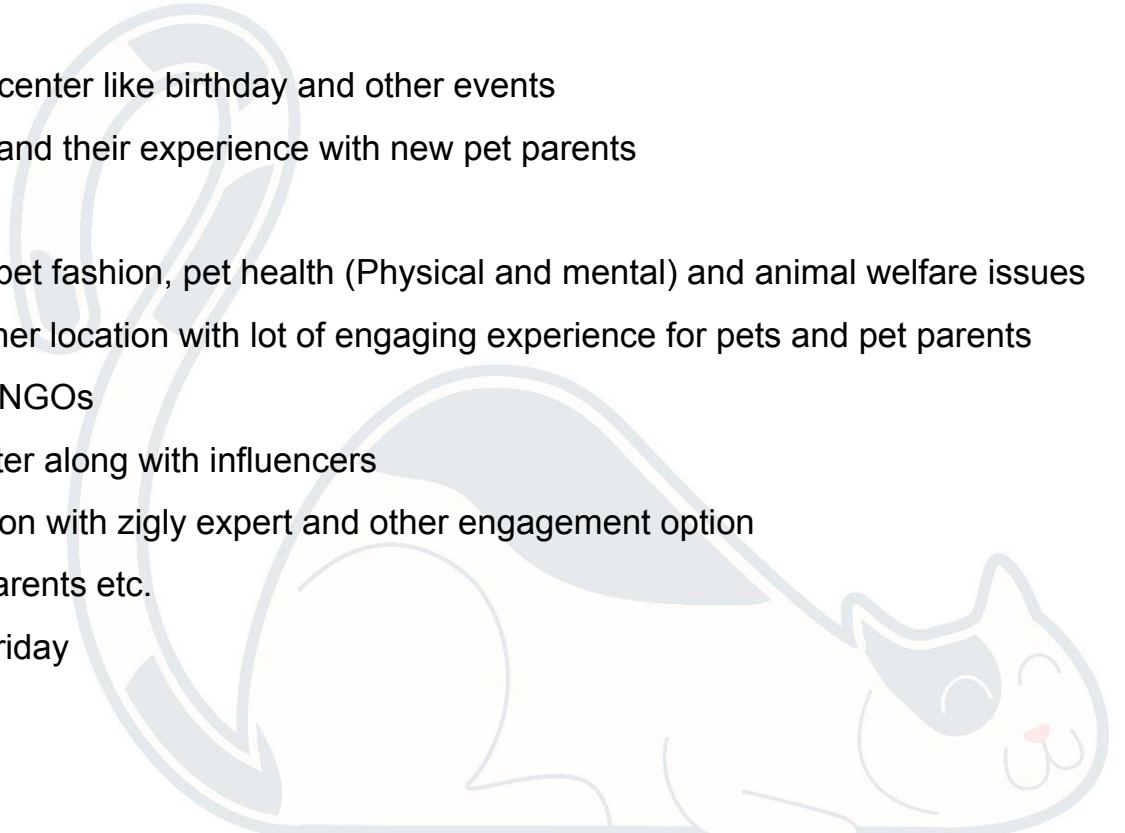 center like birthday and other events
and their experience with new pet parents
pet fashion, pet health (Physical and mental) and animal welfare issues
her location with lot of engaging experience for pets and pet parents
NGOs
ter along with influencers
on with zigly expert and other engagement option
arents etc.
riday